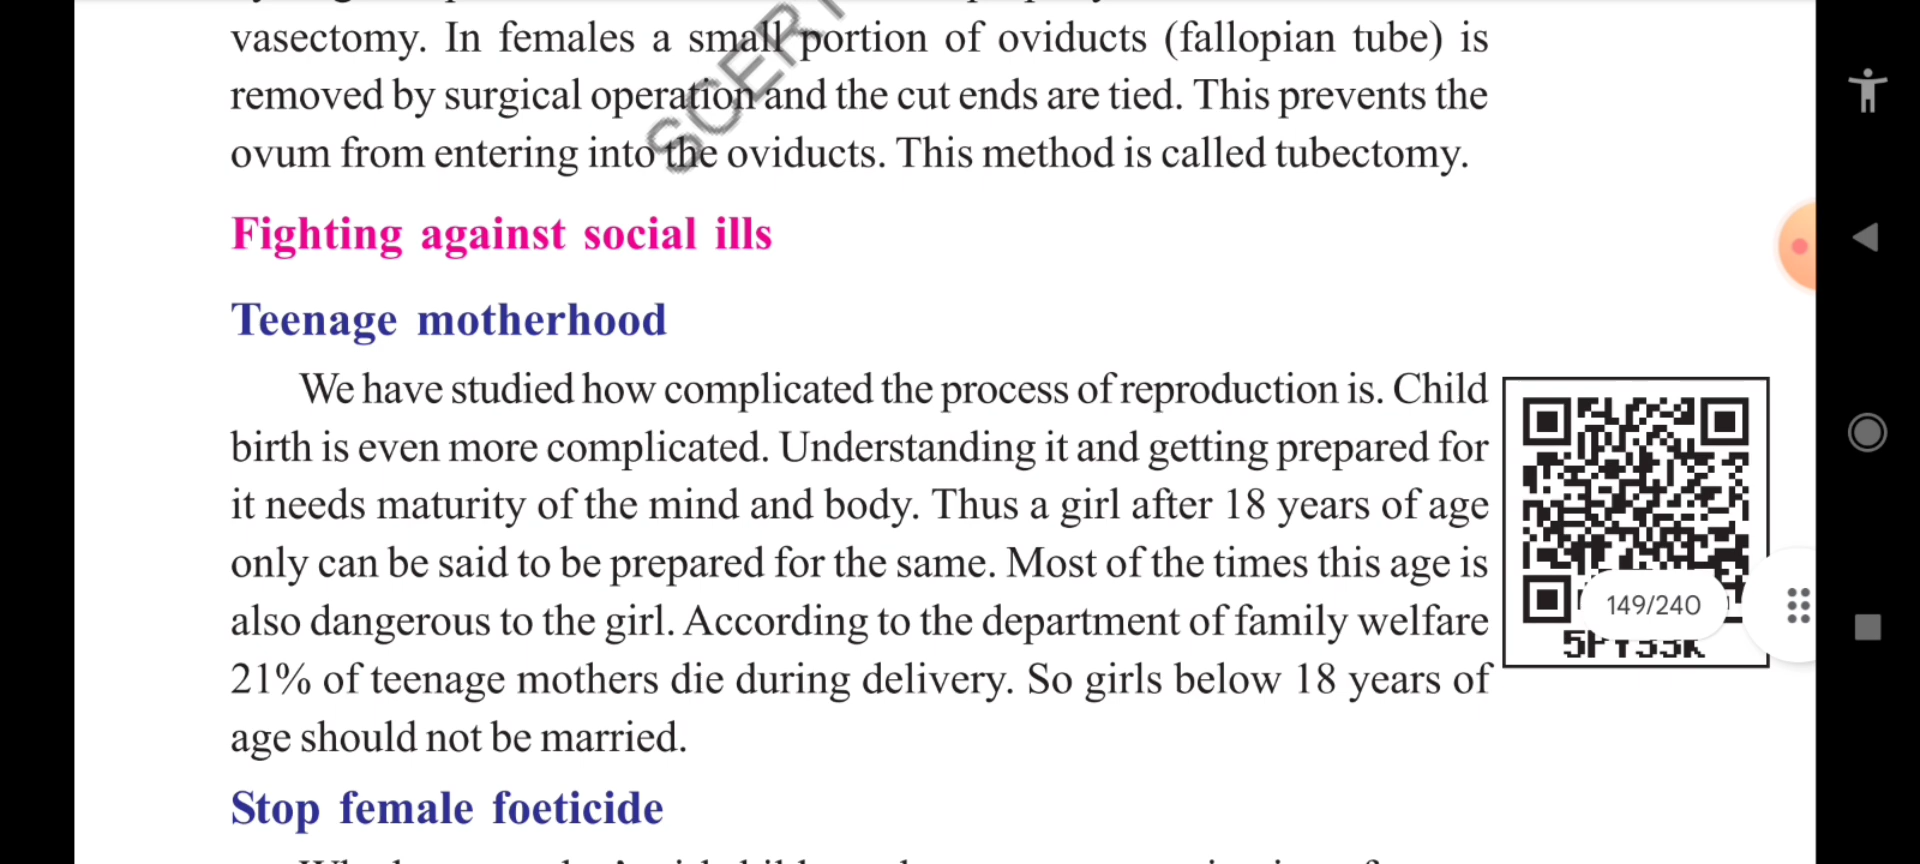 vasectomy. In females a small portion of oviducts (fallopian tube) is
removed by surgical operation and the cut ends are tied. This prevents the
ovum from entering into the oviducts. This method is called tubectomy.
SCERT
Fighting against social ills
Teenage motherhood
We have studied how complicated the process of reproduction is. Child
birth is even more complicated. Understanding it and getting prepared for
it needs maturity of the mind and body. Thus a girl after 18 years of age
only can be said to be prepared for the same. Most of the times this age is
also dangerous to the girl. According to the department of family welfare
21% of teenage mothers die during delivery. So girls below 18 years of
age should not be married.
149/240
Stop female foeticide